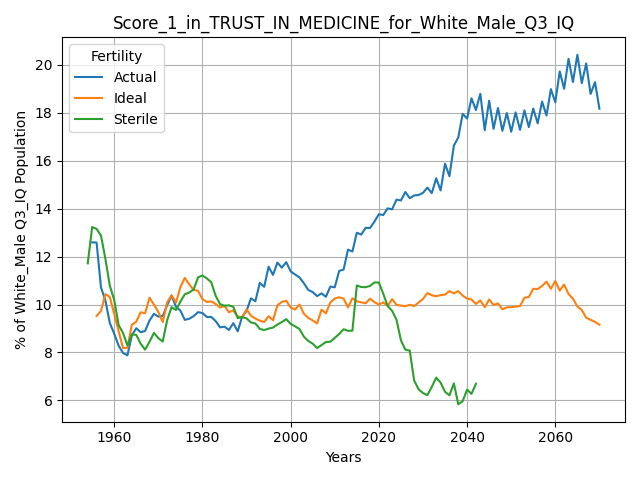 Score_1_in_TRUST_IN_MEDICINE_for_White_Male_Q3_IQ
Fertility
Actual
Ideal
Sterile
% of White_Male Q3_IQ Population
20
18
16
14
12
10
8
6
1960
1980
2000
2020
2040
2060
Years